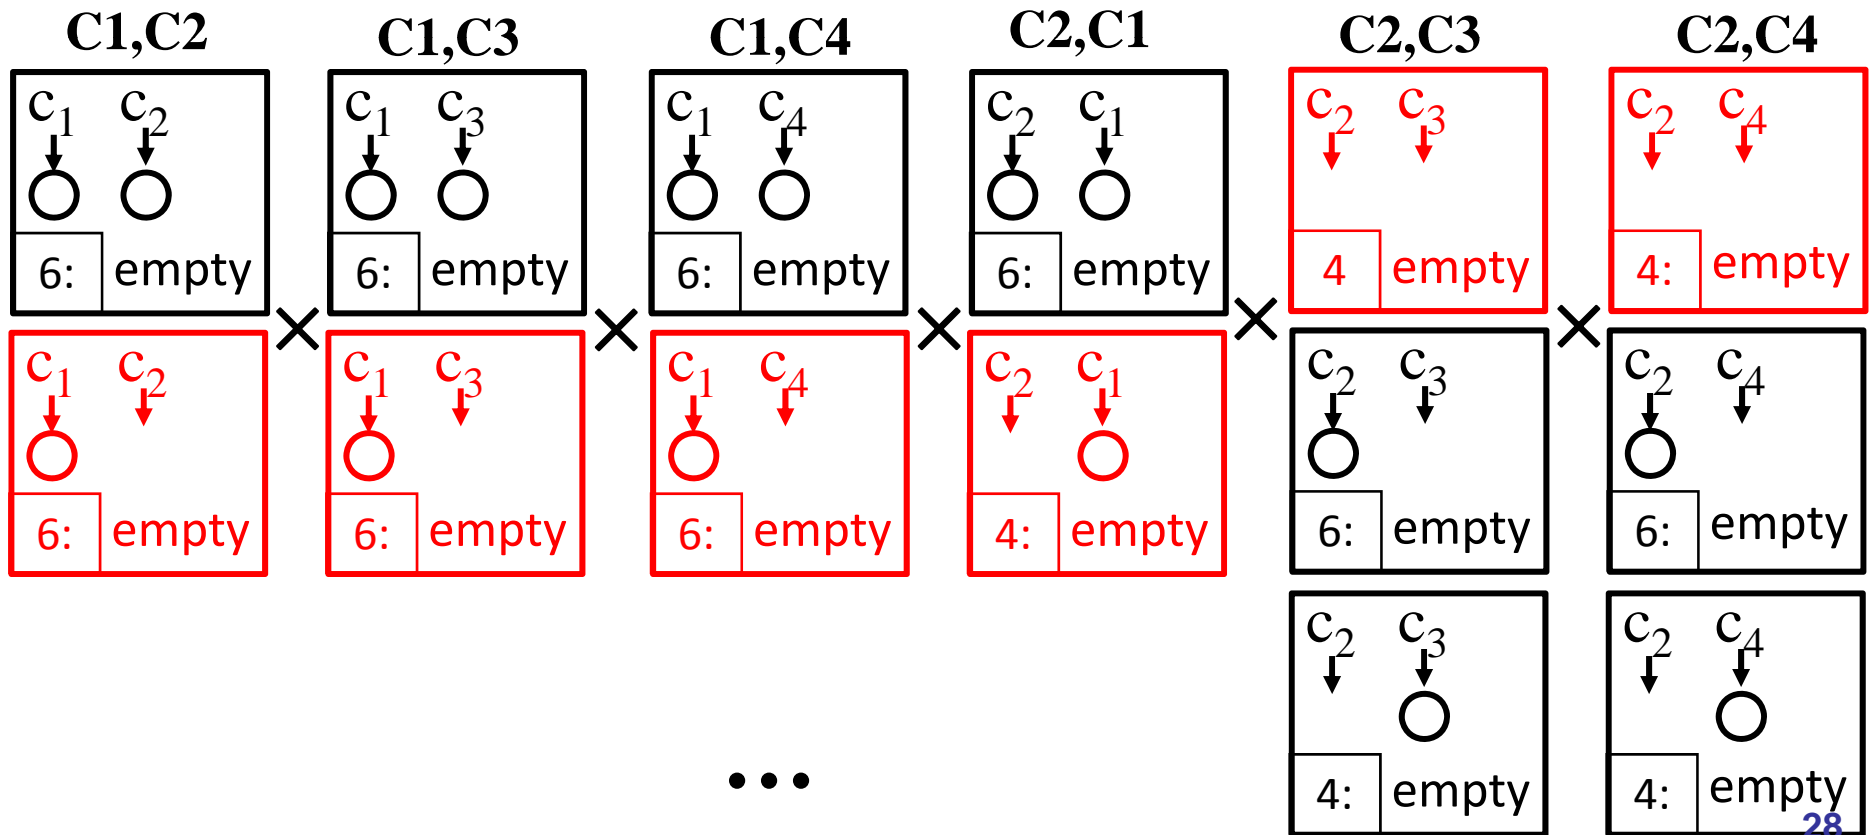 C1,C2 C1,C3 C1,C4 C2,C1 C2,C3 C2,C4
c1 c2 c1 c3 c1 c4 c2 c1 c2 c3 c2 c4
6: empty 6: empty 6: empty 6: empty 4 empty 4: empty
× × × × ×
c1 c2 c1 c3 c1 c4 c2 c1 c2 c3 c2 c4
6: empty 6: empty 6: empty 4: empty 6: empty 6: empty
c2 c3 c2 c4
... 4: empty 4: empty
28